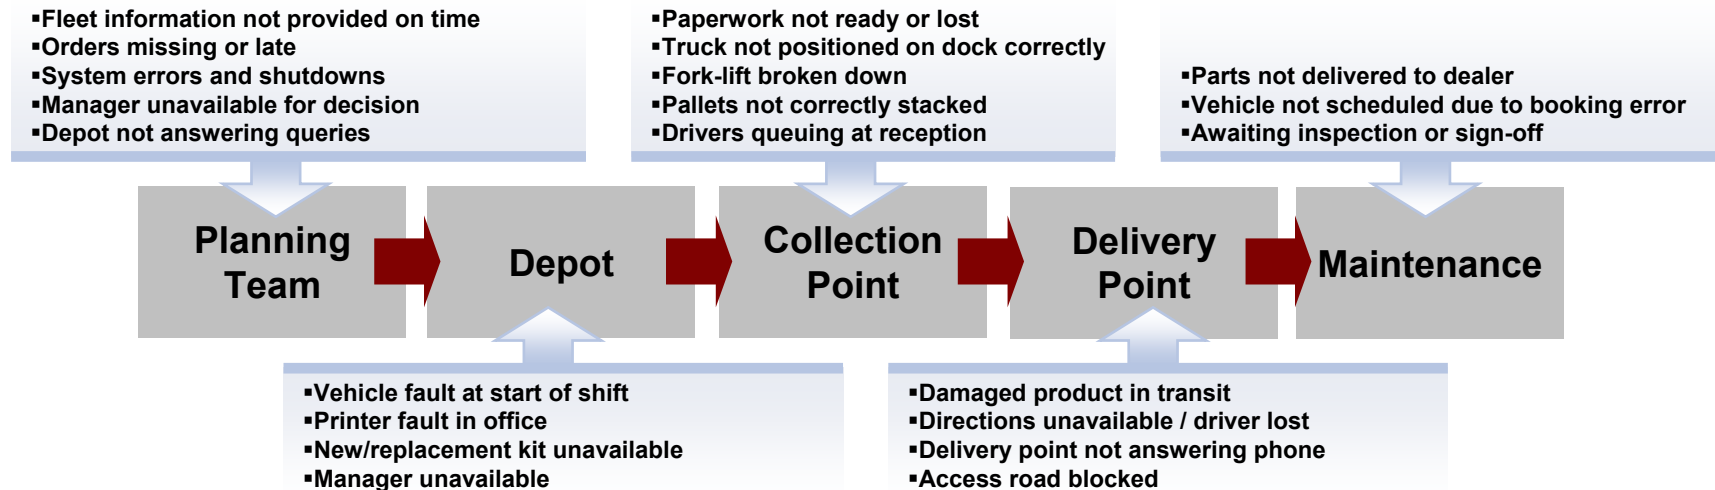 ▪Fleet information not provided on time
▪Orders missing or late
▪System errors and shutdowns
▪Manager unavailable for decision
▪Depot not answering queries
▪Paperwork not ready or lost
▪Truck not positioned on dock correctly
▪Fork-lift broken down
▪Pallets not correctly stacked
▪Drivers queuing at reception
▪Parts not delivered to dealer
▪Vehicle not scheduled due to booking error
▪Awaiting inspection or sign-off
Planning
Team
Depot
Collection
Point
Delivery
Point
Maintenance
▪Vehicle fault at start of shift
▪Printer fault in office
▪New/replacement kit unavailable
▪Manager unavailable
▪Damaged product in transit
▪Directions unavailable / driver lost
▪Delivery point not answering phone
▪Access road blocked